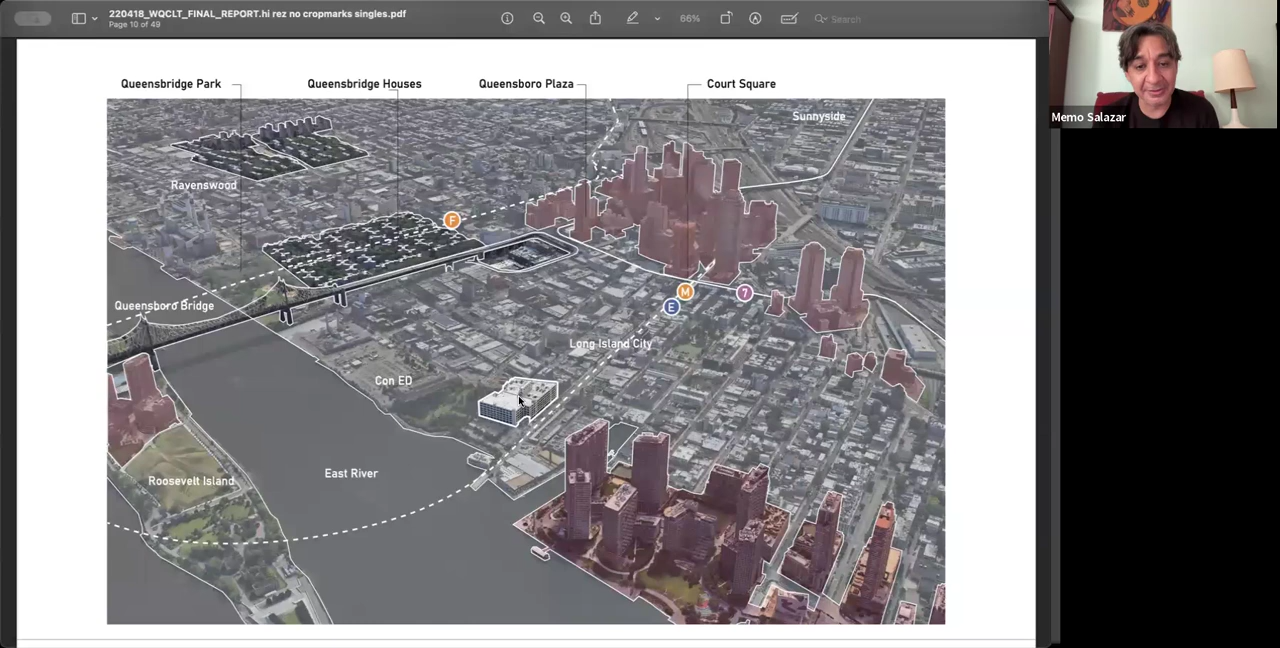 220418_WQCLT_FINAL_REPORT.hi rez no cropmarks singles.pdf
Page 10 of 49
66%
Search
Memo Salazar
Queensbridge Park
Queensbridge Houses
Queensboro Plaza
Court Square
Sunnyside
Ravenswood
F
Queensboro Bridge
M
7
E
Long Island City
Con ED
East River
Roosevelt Island